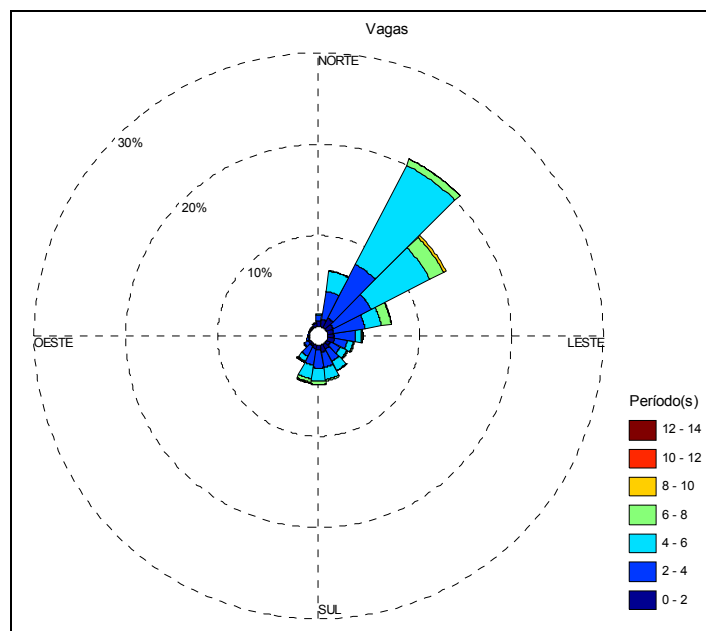 Vagas
NORTE
30%
20%
10%
OESTE
LESTE
SUL
Período(s)
12 - 14
10 - 12
8 - 10
6 - 8
4 - 6
2 - 4
0 - 2